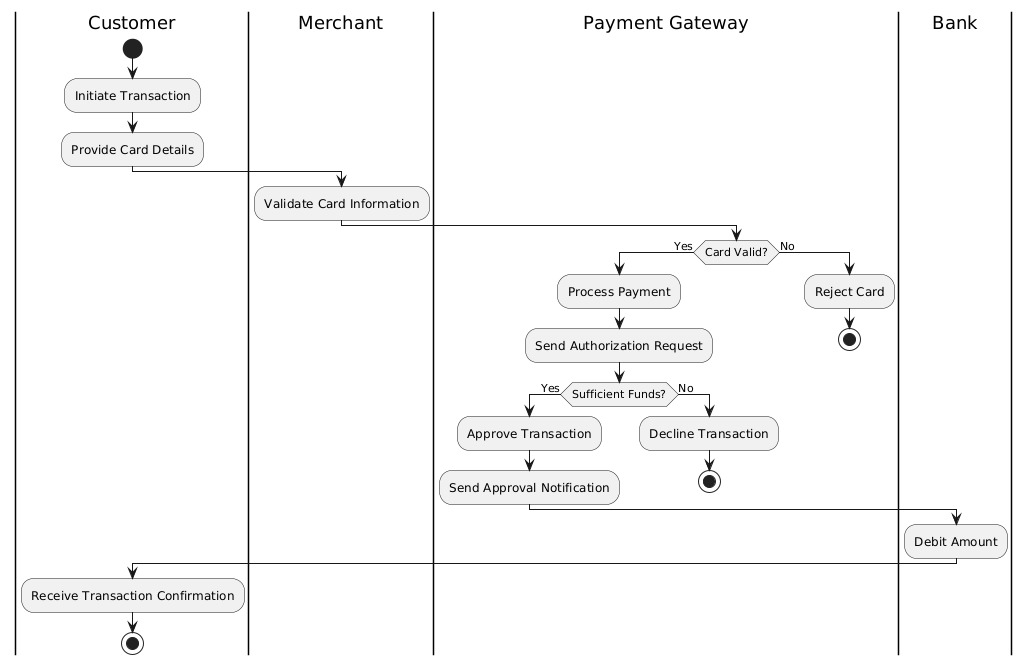 Customer
Merchant
Payment Gateway
Bank
Initiate Transaction
Provide Card Details
Validate Card Information
Yes
Card Valid?
No
Process Payment
Reject Card
Send Authorization Request
Yes
Sufficient Funds?
No
Approve Transaction
Decline Transaction
Send Approval Notification
Debit Amount
Receive Transaction Confirmation